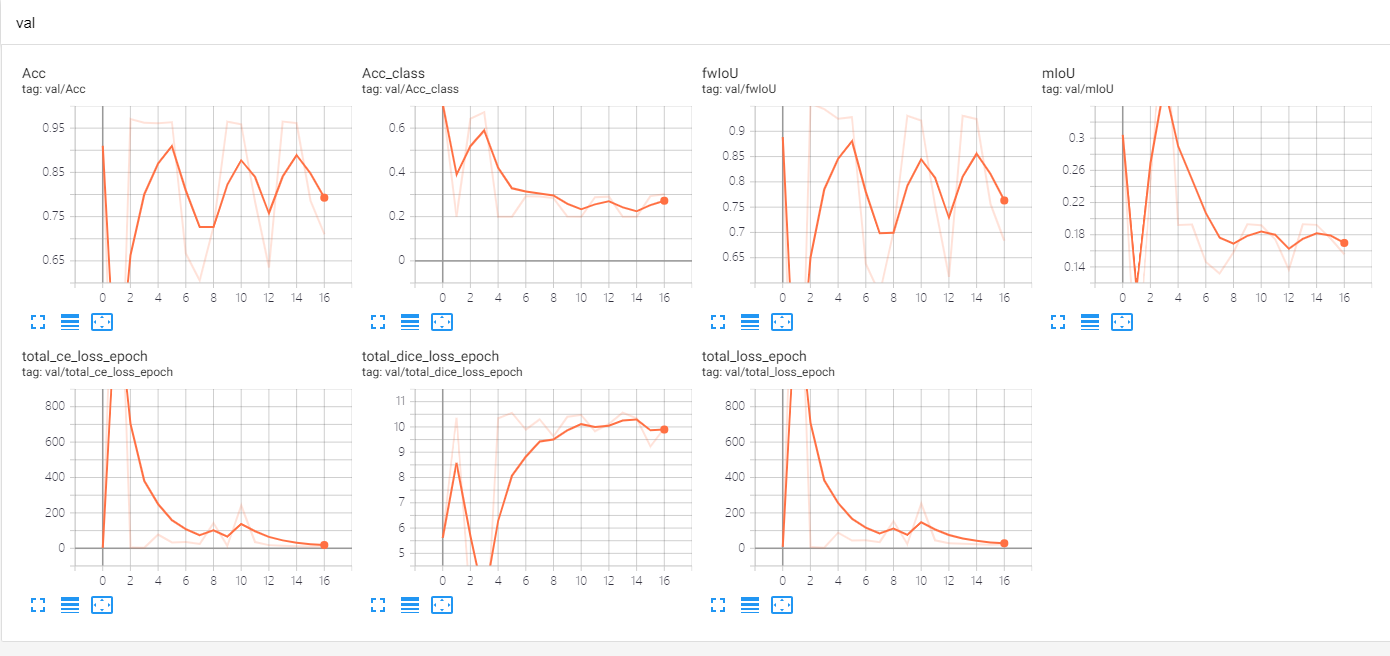 val
Acc
tag: val/Acc
0.95
0.85
0.75
0.65
0 2 4 6 8 10 12 14 16
Acc_class
tag: val/Acc_class
0.6
0.4
0.2
0
0 2 4 6 8 10 12 14 16
fwIoU
tag: val/fwIoU
0.9
0.85
0.8
0.75
0.7
0.65
0 2 4 6 8 10 12 14 16
mIoU
tag: val/mIoU
0.3
0.26
0.22
0.18
0.14
0 2 4 6 8 10 12 14 16
total_ce_loss_epoch
tag: val/total_ce_loss_epoch
800
600
400
200
0
0 2 4 6 8 10 12 14 16
total_dice_loss_epoch
tag: val/total_dice_loss_epoch
11
10
9
8
7
6
5
0 2 4 6 8 10 12 14 16
total_loss_epoch
tag: val/total_loss_epoch
800
600
400
200
0
0 2 4 6 8 10 12 14 16